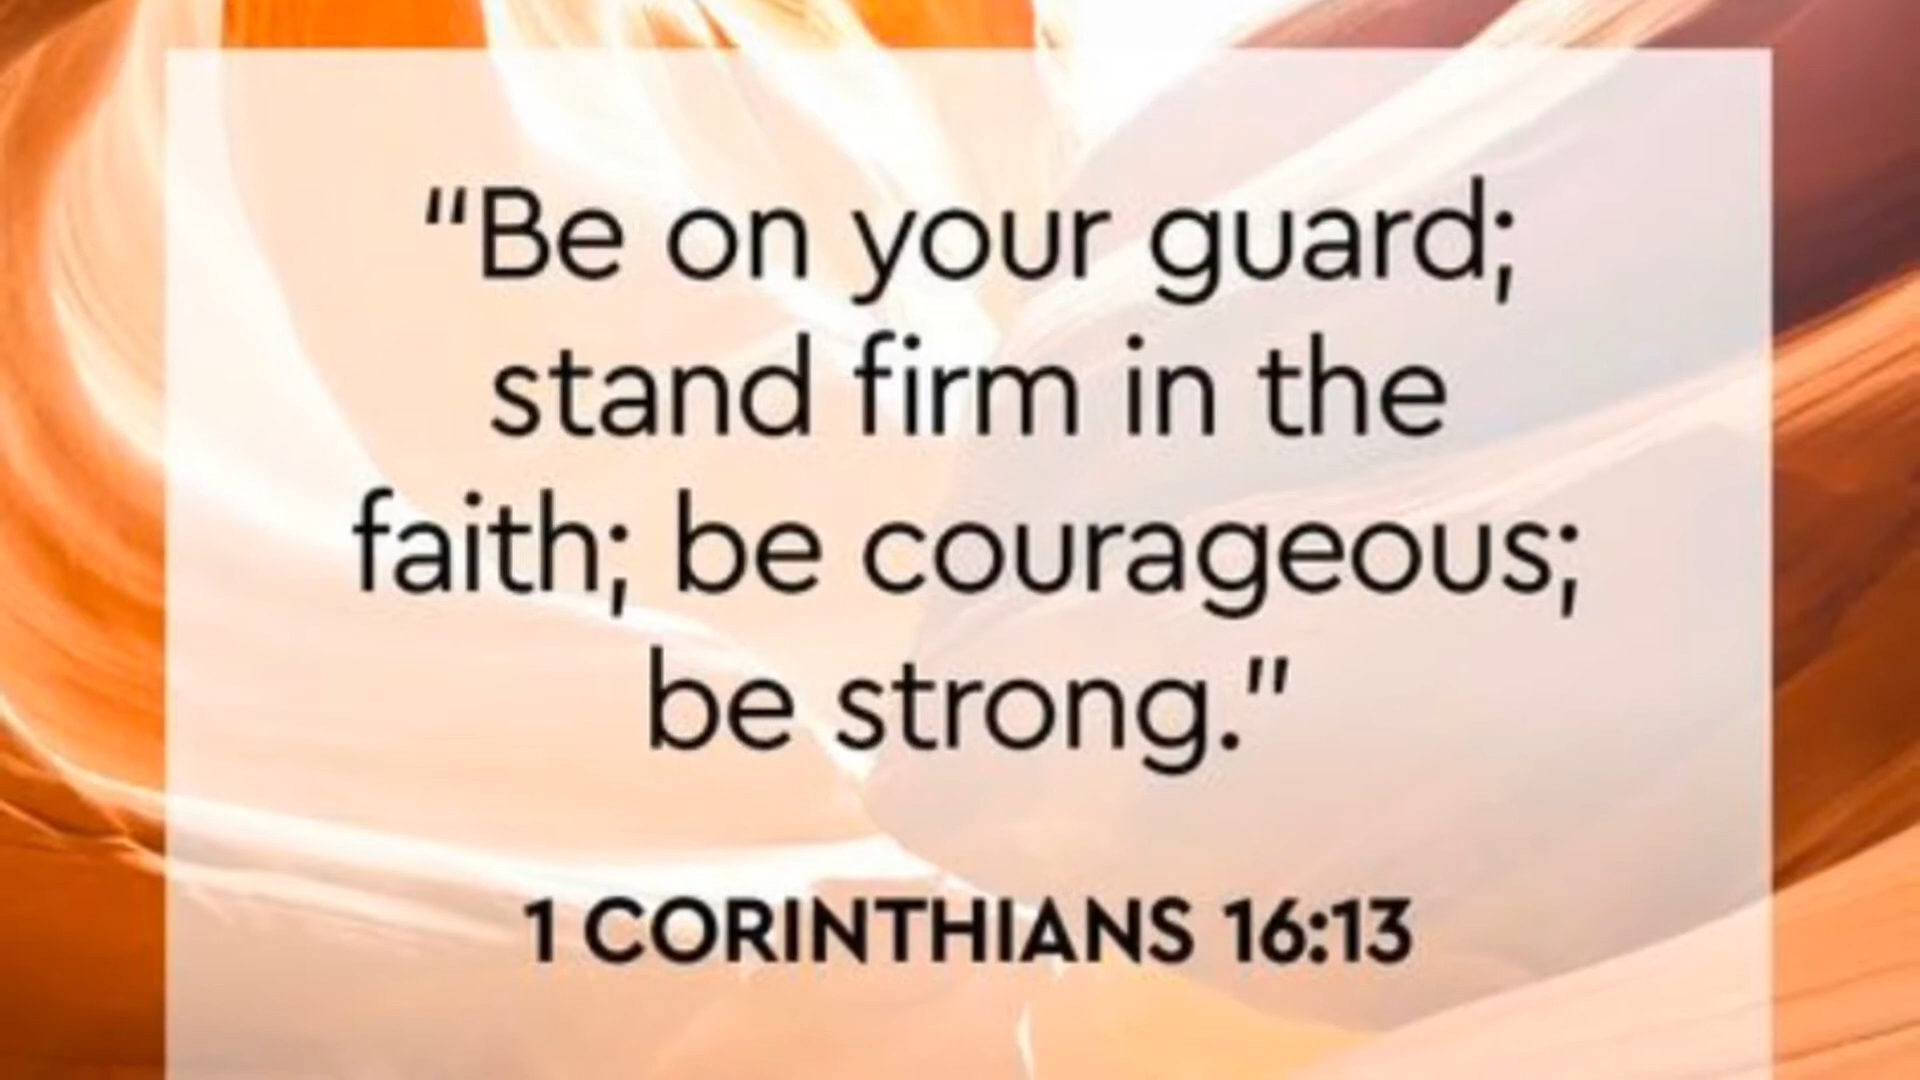 “Be on your guard;
stand firm in the
faith; be courageous;
be strong.”
1 CORINTHIANS 16:13